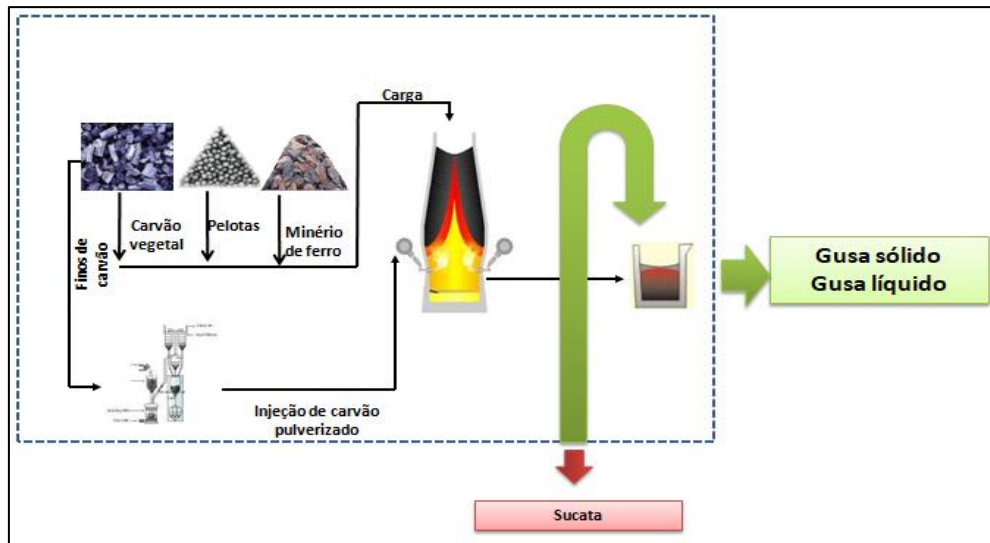 Carga
Carvão
vegetal
Pelotas
Minério
de ferro
Finos de
carvão
Injeção de carvão
pulverizado
Gusa sólido
Gusa líquido
Sucata